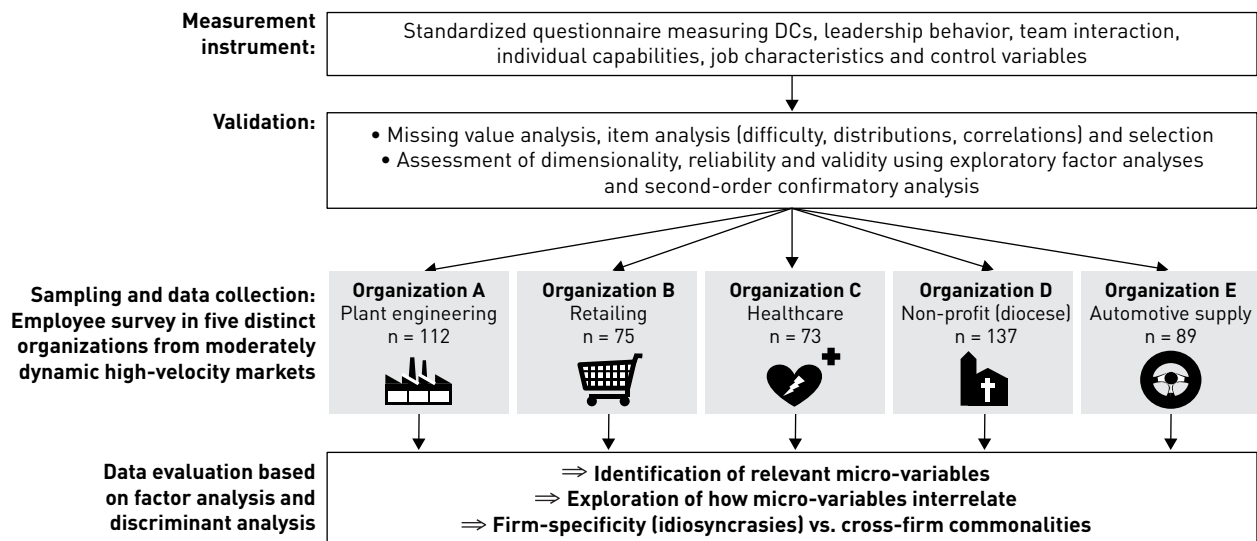 Measurement
instrument:
Standardized questionnaire measuring DCs, leadership behavior, team interaction,
individual capabilities, job characteristics and control variables
Validation:
• Missing value analysis, item analysis (difficulty, distributions, correlations) and selection
• Assessment of dimensionality, reliability and validity using exploratory factor analyses
and second-order confirmatory analysis
Sampling and data collection:
Employee survey in five distinct
organizations from moderately
dynamic high-velocity markets
Organization A
Plant engineering
n = 112
Organization B
Retailing
n = 75
Organization C
Healthcare
n = 73
Organization D
Non-profit (diocese)
n = 137
Organization E
Automotive supply
n = 89
Data evaluation based
on factor analysis and
discriminant analysis
⇒ Identification of relevant micro-variables
⇒ Exploration of how micro-variables interrelate
⇒ Firm-specificity (idiosyncrasies) vs. cross-firm commonalities